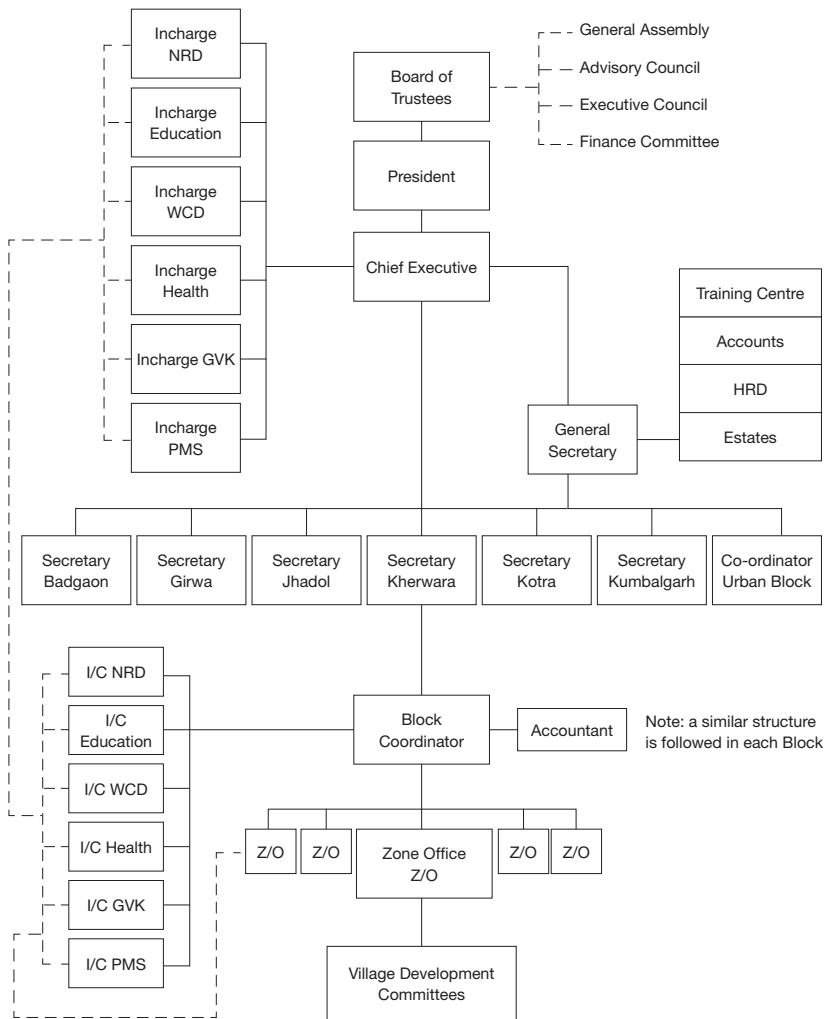 Incharge
NRD
Incharge
Education
Incharge
WCD
Incharge
Health
Incharge GVK
Incharge
PMS
Board of
Trustees
General Assembly
Advisory Council
Executive Council
Finance Committee
President
Chief Executive
Training Centre
Accounts
HRD
Estates
General
Secretary
Secretary
Badgaon
Secretary
Girwa
Secretary
Jhadol
Secretary
Kherwara
Secretary
Kotra
Secretary
Kumbalgarh
Co-ordinator
Urban Block
I/C NRD
I/C
Education
I/C WCD
I/C Health
I/C GVK
I/C PMS
Block
Coordinator
Accountant
Note: a similar structure
is followed in each Block
Z/O
Z/O
Zone Office
Z/O
Z/O
Z/O
Village Development
Committees